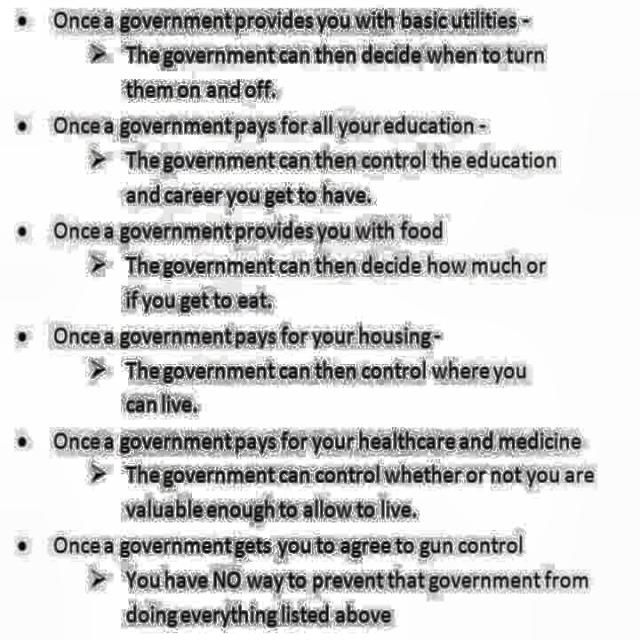 • Once a government provides you with basic utilities -
➢ The government can then decide when to turn
them on and off.
• Once a government pays for all your education -
➢ The government can then control the education
and career you get to have.
• Once a government provides you with food
➢ The government can then decide how much or
if you get to eat.
• Once a government pays for your housing-
➢ The government can then control where you
can live.
• Once a government pays for your healthcare and medicine
➢ The government can control whether or not you are
valuable enough to allow to live.
• Once a government gets you to agree to gun control
➢ You have NO way to prevent that government from
doing everything listed above